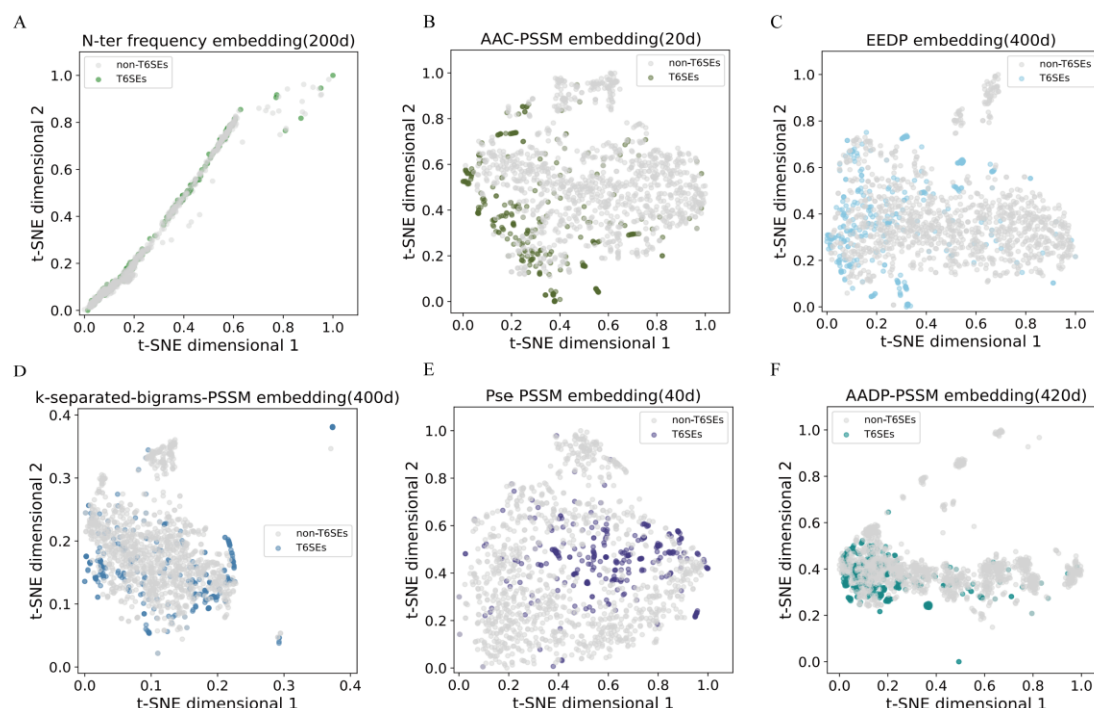 A
N-ter frequency embedding(200d)
non-T6SEs
T6SEs
t-SNE dimensional 2
1.0
0.8
0.6
0.4
0.2
0.0
0.0 0.2 0.4 0.6 0.8 1.0
t-SNE dimensional 1
B
AAC-PSSM embedding(20d)
non-T6SEs
T6SEs
t-SNE dimensional 2
1.0
0.8
0.6
0.4
0.2
0.0
0.0 0.2 0.4 0.6 0.8 1.0
t-SNE dimensional 1
C
EEDP embedding(400d)
non-T6SEs
T6SEs
t-SNE dimensional 2
1.0
0.8
0.6
0.4
0.2
0.0
0.0 0.2 0.4 0.6 0.8 1.0
t-SNE dimensional 1
D
k-separated-bigrams-PSSM embedding(400d)
non-T6SEs
T6SEs
t-SNE dimensional 2
0.4
0.3
0.2
0.1
0.0
0.0 0.1 0.2 0.3 0.4
t-SNE dimensional 1
E
Pse PSSM embedding(40d)
non-T6SEs
T6SEs
t-SNE dimensional 2
1.0
0.8
0.6
0.4
0.2
0.0
0.0 0.2 0.4 0.6 0.8 1.0
t-SNE dimensional 1
F
AADP-PSSM embedding(420d)
non-T6SEs
T6SEs
t-SNE dimensional 2
1.0
0.8
0.6
0.4
0.2
0.0
0.0 0.2 0.4 0.6 0.8 1.0
t-SNE dimensional 1